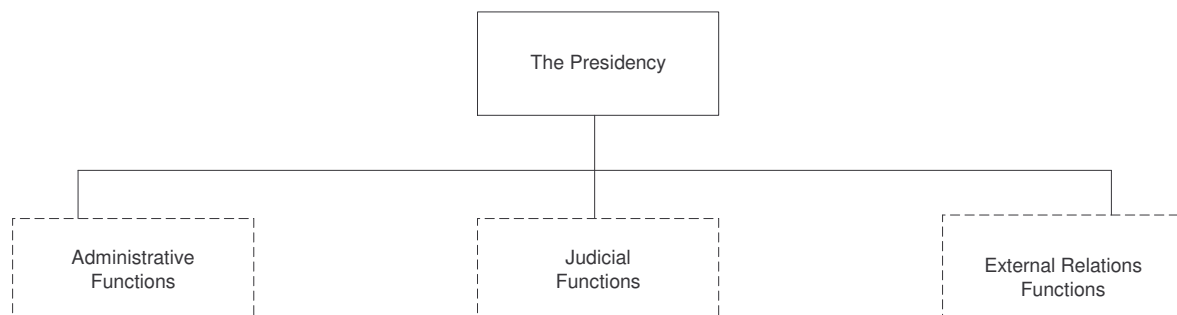 The Presidency
Administrative
Functions
Judicial
Functions
External Relations
Functions